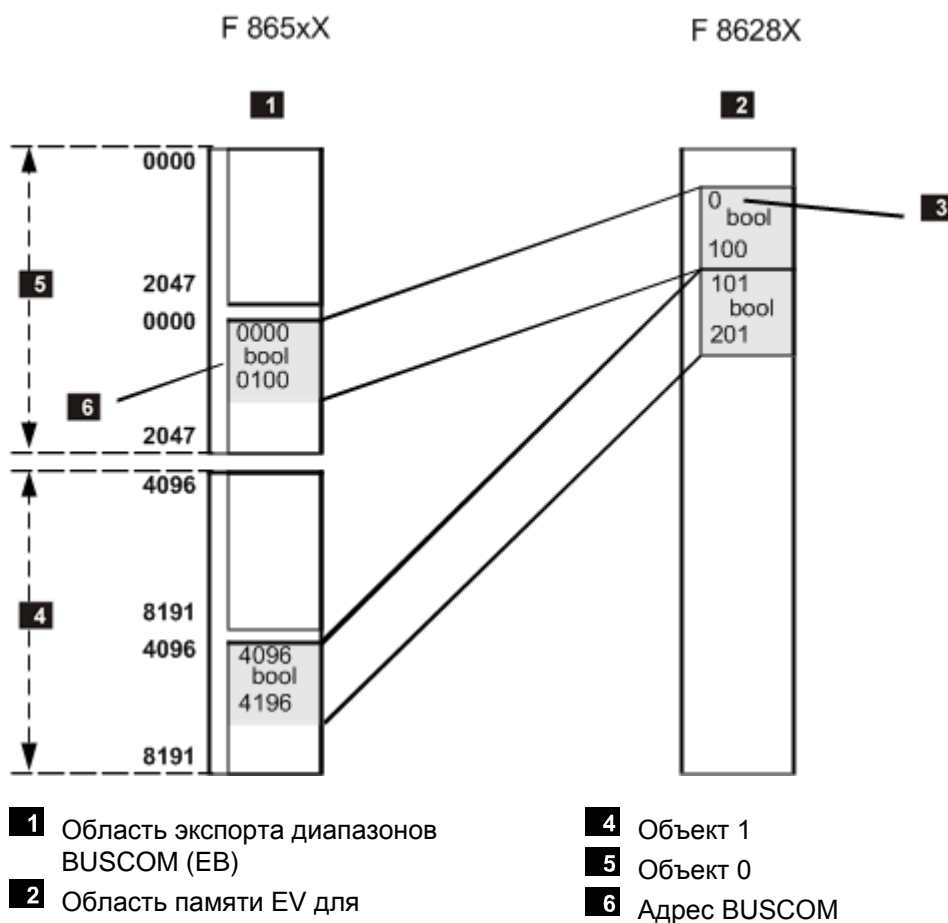 F 865xX
F 8628X
1
2
0000
0
3
bool
100
5
2047
101
0000
0000
bool
bool
201
0100
6
2047
4096
4
8191
4096
4096
bool
4196
8191
1 Область экспорта диапазонов
BUSCOM (EB)
2 Область памяти EV для
4 Объект 1
5 Объект 0
6 Адрес BUSCOM